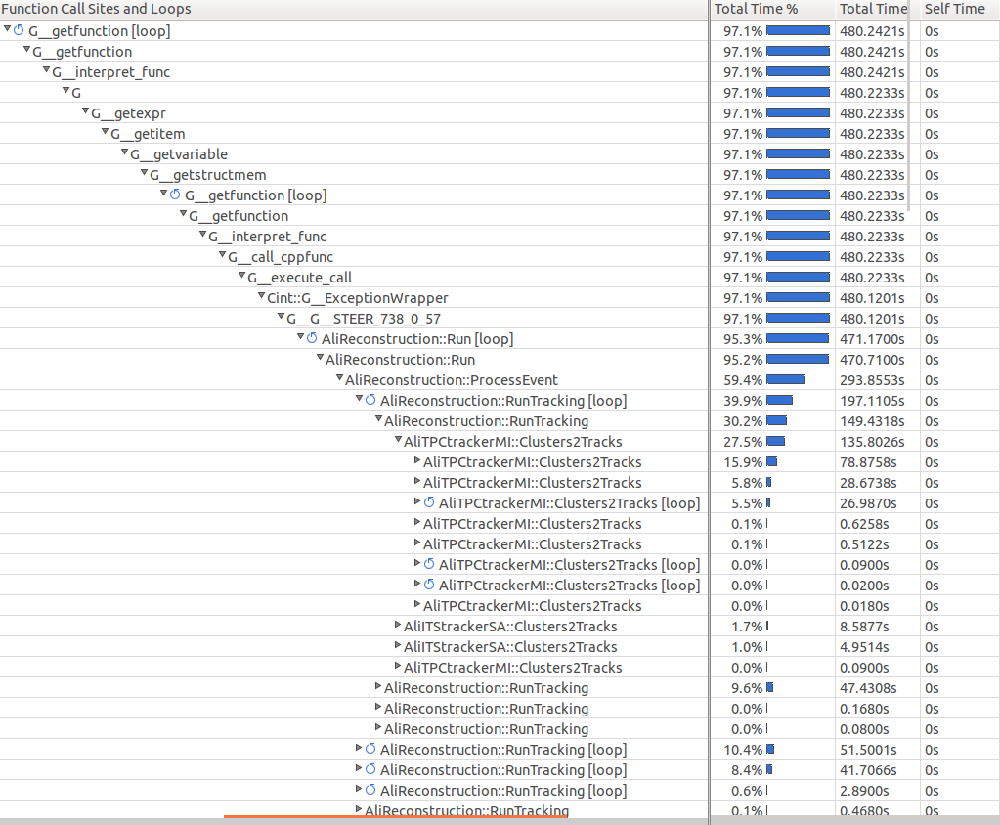 Function Call Sites and Loops Total Time % Total Time Self Time
G__getfunction [loop] 97.1% 480.2421s 0s
G__getfunction 97.1% 480.2421s 0s
G__interpret_func 97.1% 480.2421s 0s
G 97.1% 480.2233s 0s
G__getexpr 97.1% 480.2233s 0s
G__getitem 97.1% 480.2233s 0s
G__getvariable 97.1% 480.2233s 0s
G__getstructmem 97.1% 480.2233s 0s
G__getfunction [loop] 97.1% 480.2233s 0s
G__getfunction 97.1% 480.2233s 0s
G__interpret_func 97.1% 480.2233s 0s
G__call_cppfunc 97.1% 480.2233s 0s
G__execute_call 97.1% 480.2233s 0s
Cint::G__ExceptionWrapper 97.1% 480.1201s 0s
G__G__STEER_738_0_57 97.1% 480.1201s 0s
AliReconstruction::Run [loop] 95.3% 471.1700s 0s
AliReconstruction::Run 95.2% 470.7100s 0s
AliReconstruction::ProcessEvent 59.4% 293.8553s 0s
AliReconstruction::RunTracking [loop] 39.9% 197.1105s 0s
AliReconstruction::RunTracking 30.2% 149.4318s 0s
AliTPCtrackerMI::Clusters2Tracks 27.5% 135.8026s 0s
AliTPCtrackerMI::Clusters2Tracks 15.9% 78.8758s 0s
AliTPCtrackerMI::Clusters2Tracks 5.8% 28.6738s 0s
AliTPCtrackerMI::Clusters2Tracks [loop] 5.5% 26.9870s 0s
AliTPCtrackerMI::Clusters2Tracks 0.1% 0.6258s 0s
AliTPCtrackerMI::Clusters2Tracks 0.1% 0.5122s 0s
AliTPCtrackerMI::Clusters2Tracks [loop] 0.0% 0.0900s 0s
AliTPCtrackerMI::Clusters2Tracks [loop] 0.0% 0.0200s 0s
AliTPCtrackerMI::Clusters2Tracks 0.0% 0.0180s 0s
AliITStrackerSA::Clusters2Tracks 1.7% 8.5877s 0s
AliITStrackerSA::Clusters2Tracks 1.0% 4.9514s 0s
AliTPCtrackerMI::Clusters2Tracks 0.0% 0.0900s 0s
AliReconstruction::RunTracking 9.6% 47.4308s 0s
AliReconstruction::RunTracking 0.0% 0.1680s 0s
AliReconstruction::RunTracking 0.0% 0.0800s 0s
AliReconstruction::RunTracking [loop] 10.4% 51.5001s 0s
AliReconstruction::RunTracking [loop] 8.4% 41.7066s 0s
AliReconstruction::RunTracking [loop] 0.6% 2.8900s 0s
AliReconstruction::RunTracking 0.1% 0.4680s 0s